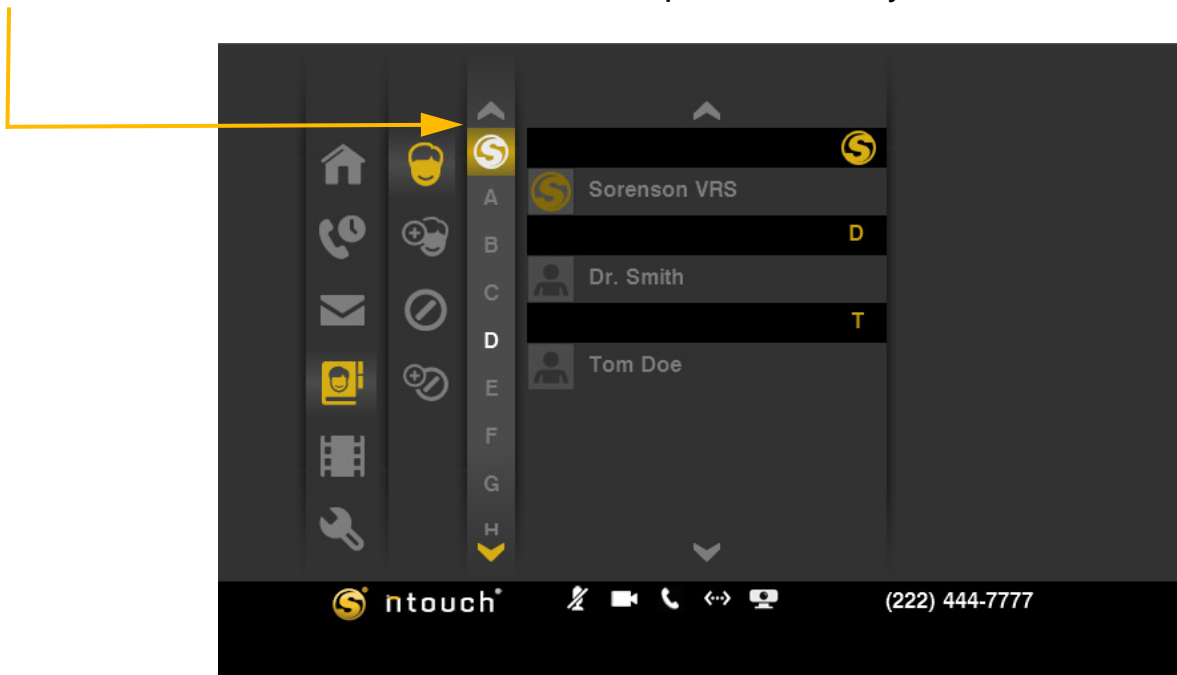 A
B
C
D
E
F
G
H
Sorenson VRS
D
Dr. Smith
T
Tom Doe
ntouch®
(222) 444-7777